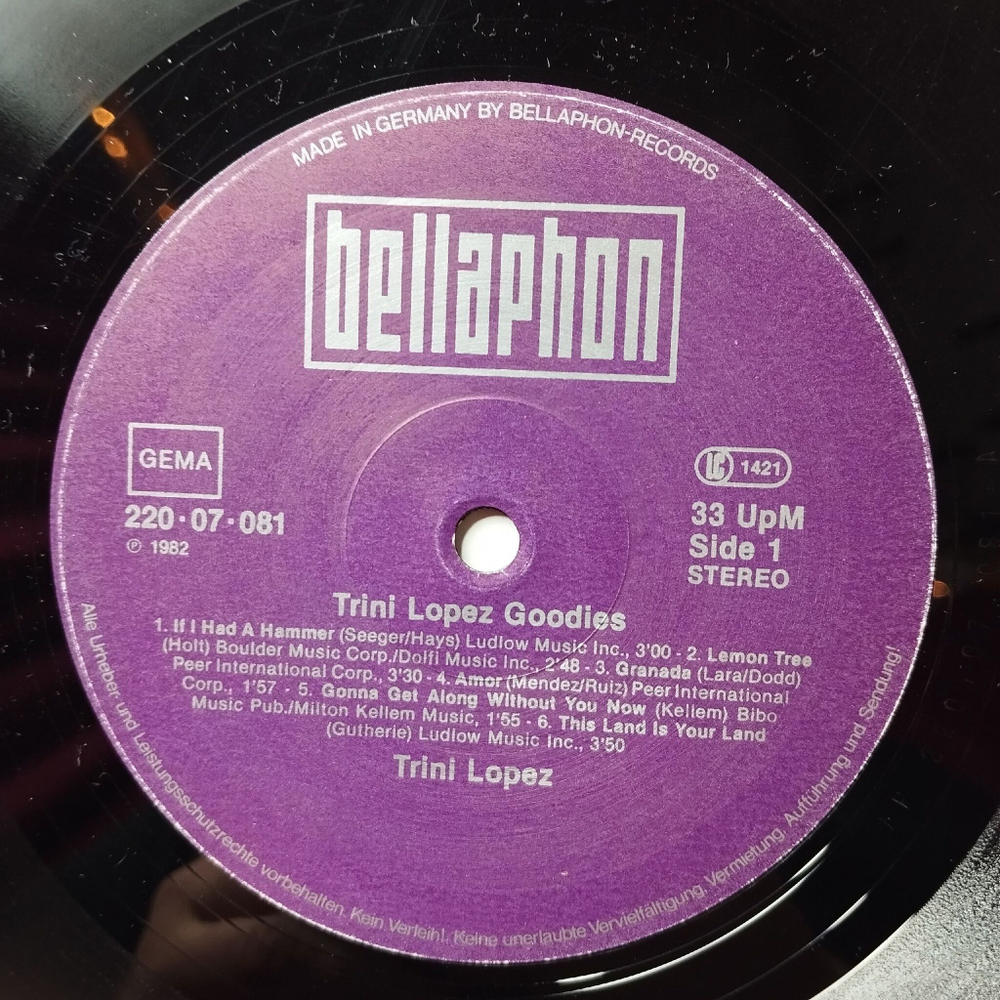 MADE IN GERMANY BY BELLAPHON-RECORDS
bellaphon
GEMA
220·07·081
℗ 1982
LC 1421
33 UpM
Side 1
STEREO
Trini Lopez Goodies
1. If I Had A Hammer (Seeger/Hays) Ludlow Music Inc., 3'00 - 2. Lemon Tree
(Holt) Boulder Music Corp./Dolfi Music Inc., 2'48 - 3. Granada (Lara/Dodd)
Peer International Corp., 3'30 - 4. Amor (Mendez/Ruiz) Peer International
Corp., 1'57 - 5. Gonna Get Along Without You Now (Kellem) Bibo
Music Pub./Milton Kellem Music, 1'55 - 6. This Land Is Your Land
(Gutherie) Ludlow Music Inc., 3'50
Trini Lopez
Alle Urheber- und Leistungsschutzrechte vorbehalten. Kein Verleih!. Keine unerlaubte Vervielfältigung, Vermietung, Aufführung und Sendung!